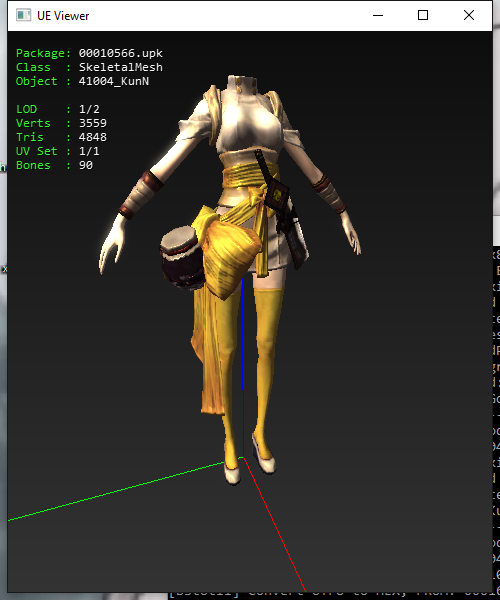 UE Viewer
Package: 00010566.upk
Class : SkeletalMesh
Object : 41004_KunN
LOD : 1/2
Verts : 3559
Tris : 4848
UV Set : 1/1
Bones : 90